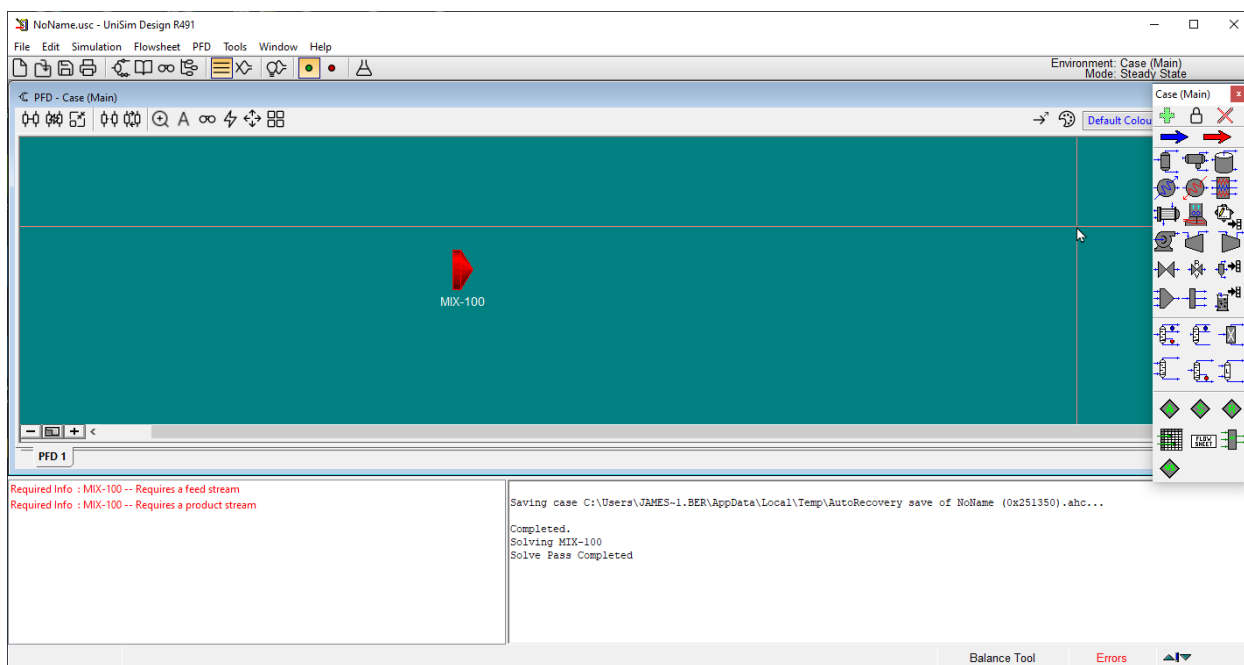 NoName.usc - UniSim Design R491
File Edit Simulation Flowsheet PFD Tools Window Help
Environment: Case (Main)
Mode: Steady State
PFD - Case (Main)
Case (Main)
A
Default Colou
MIX-100
FLOW
SHEET
PFD 1
Required Info : MIX-100 -- Requires a feed stream
Required Info : MIX-100 -- Requires a product stream
Saving case C:\Users\JAMES~1.BER\AppData\Local\Temp\AutoRecovery save of NoName (0x251350).ahc...
Completed.
Solving MIX-100
Solve Pass Completed
Balance Tool
Errors